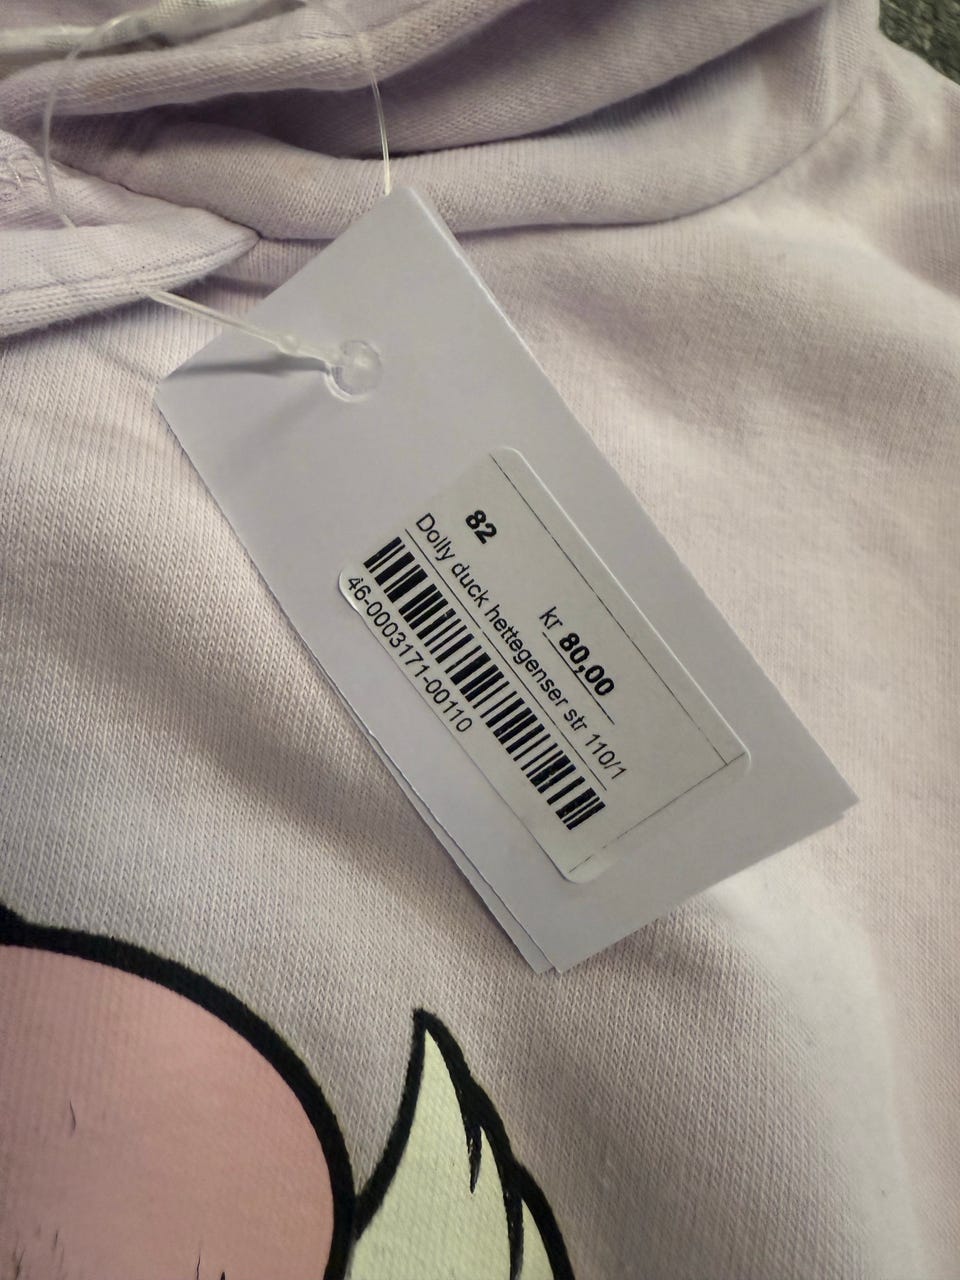 82
kr 80,00
Dolly duck hettegenser str 110/1
46-0003171-00110